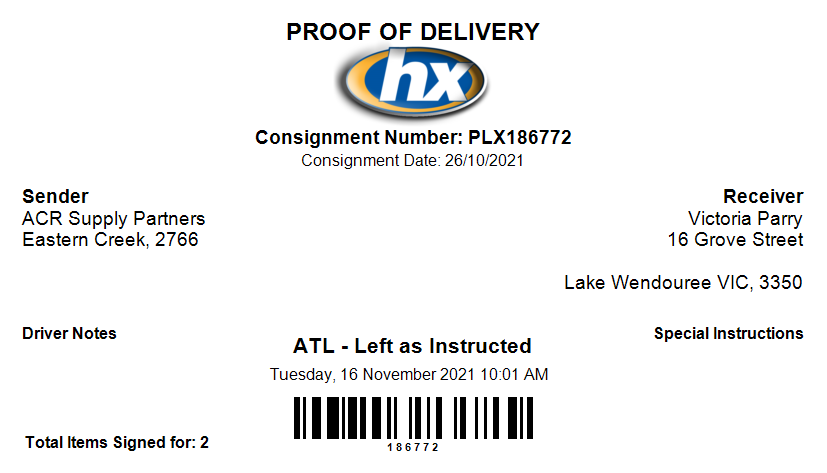 PROOF OF DELIVERY
hx
Consignment Number: PLX186772
Consignment Date: 26/10/2021
Sender
ACR Supply Partners
Eastern Creek, 2766
Receiver
Victoria Parry
16 Grove Street
Lake Wendouree VIC, 3350
Driver Notes
Special Instructions
ATL - Left as Instructed
Tuesday, 16 November 2021 10:01 AM
186772
Total Items Signed for: 2